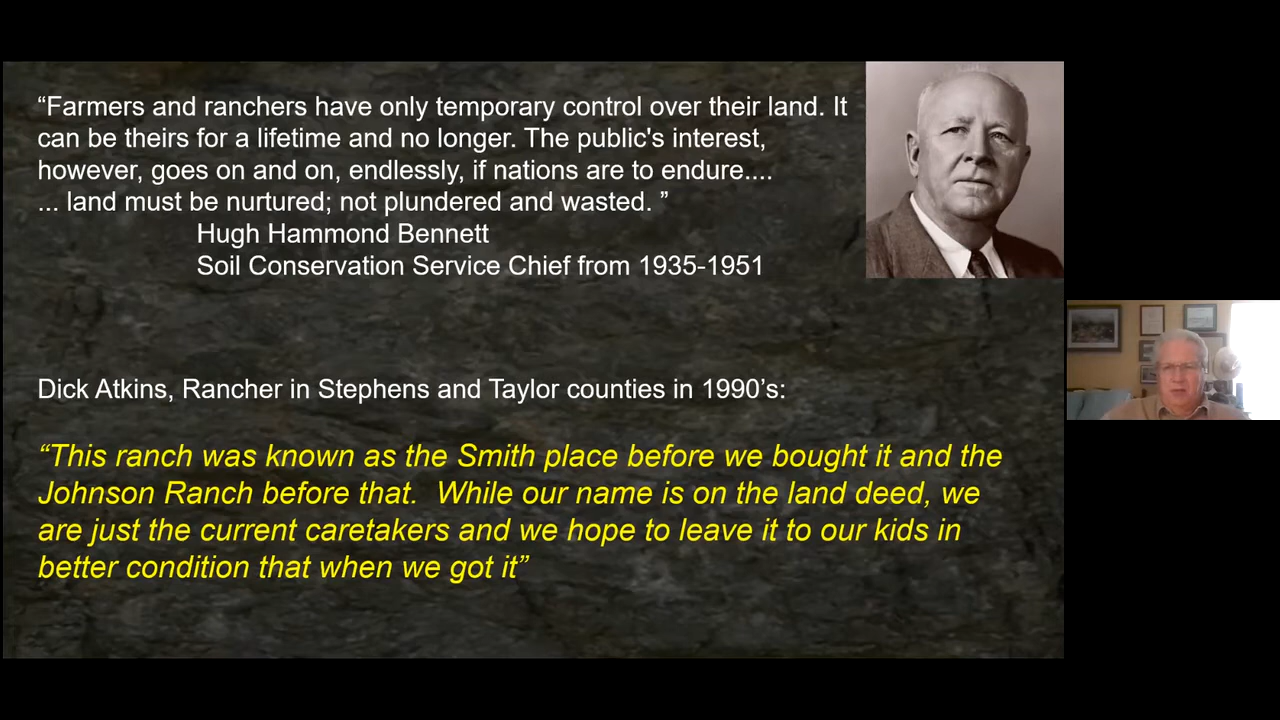 “Farmers and ranchers have only temporary control over their land. It
can be theirs for a lifetime and no longer. The public's interest,
however, goes on and on, endlessly, if nations are to endure....
... land must be nurtured; not plundered and wasted. ”
Hugh Hammond Bennett
Soil Conservation Service Chief from 1935-1951
Dick Atkins, Rancher in Stephens and Taylor counties in 1990’s:
“This ranch was known as the Smith place before we bought it and the
Johnson Ranch before that.  While our name is on the land deed, we
are just the current caretakers and we hope to leave it to our kids in
better condition that when we got it”